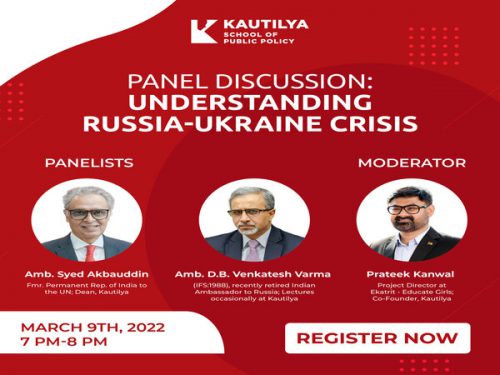 KAUTILYA
SCHOOL OF
PUBLIC POLICY
PANEL DISCUSSION:
UNDERSTANDING
RUSSIA-UKRAINE CRISIS
PANELISTS
MODERATOR
Amb. Syed Akbauddin
Fmr. Permanent Rep. of India to
the UN; Dean, Kautilya
Amb. D.B. Venkatesh Varma
(IFS:1988), recently retired Indian
Ambasador to Russia; Lectures
occasionally at Kautilya
Prateek Kanwal
Project Director at
Ekatrit - Educate Girls;
Co-Founder, Kautilya
MARCH 9TH, 2022
7 PM-8 PM
REGISTER NOW